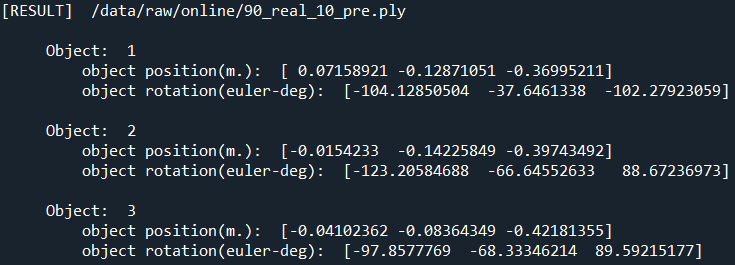 [RESULT]  /data/raw/online/90_real_10_pre.ply
Object:  1
object position(m.):  [ 0.07158921 -0.12871051 -0.36995211]
object rotation(euler-deg):  [-104.12850504  -37.6461338  -102.27923059]
Object:  2
object position(m.):  [-0.0154233  -0.14225849 -0.39743492]
object rotation(euler-deg):  [-123.20584688  -66.64552633   88.67236973]
Object:  3
object position(m.):  [-0.04102362 -0.08364349 -0.42181355]
object rotation(euler-deg):  [-97.8577769  -68.33346214  89.59215177]